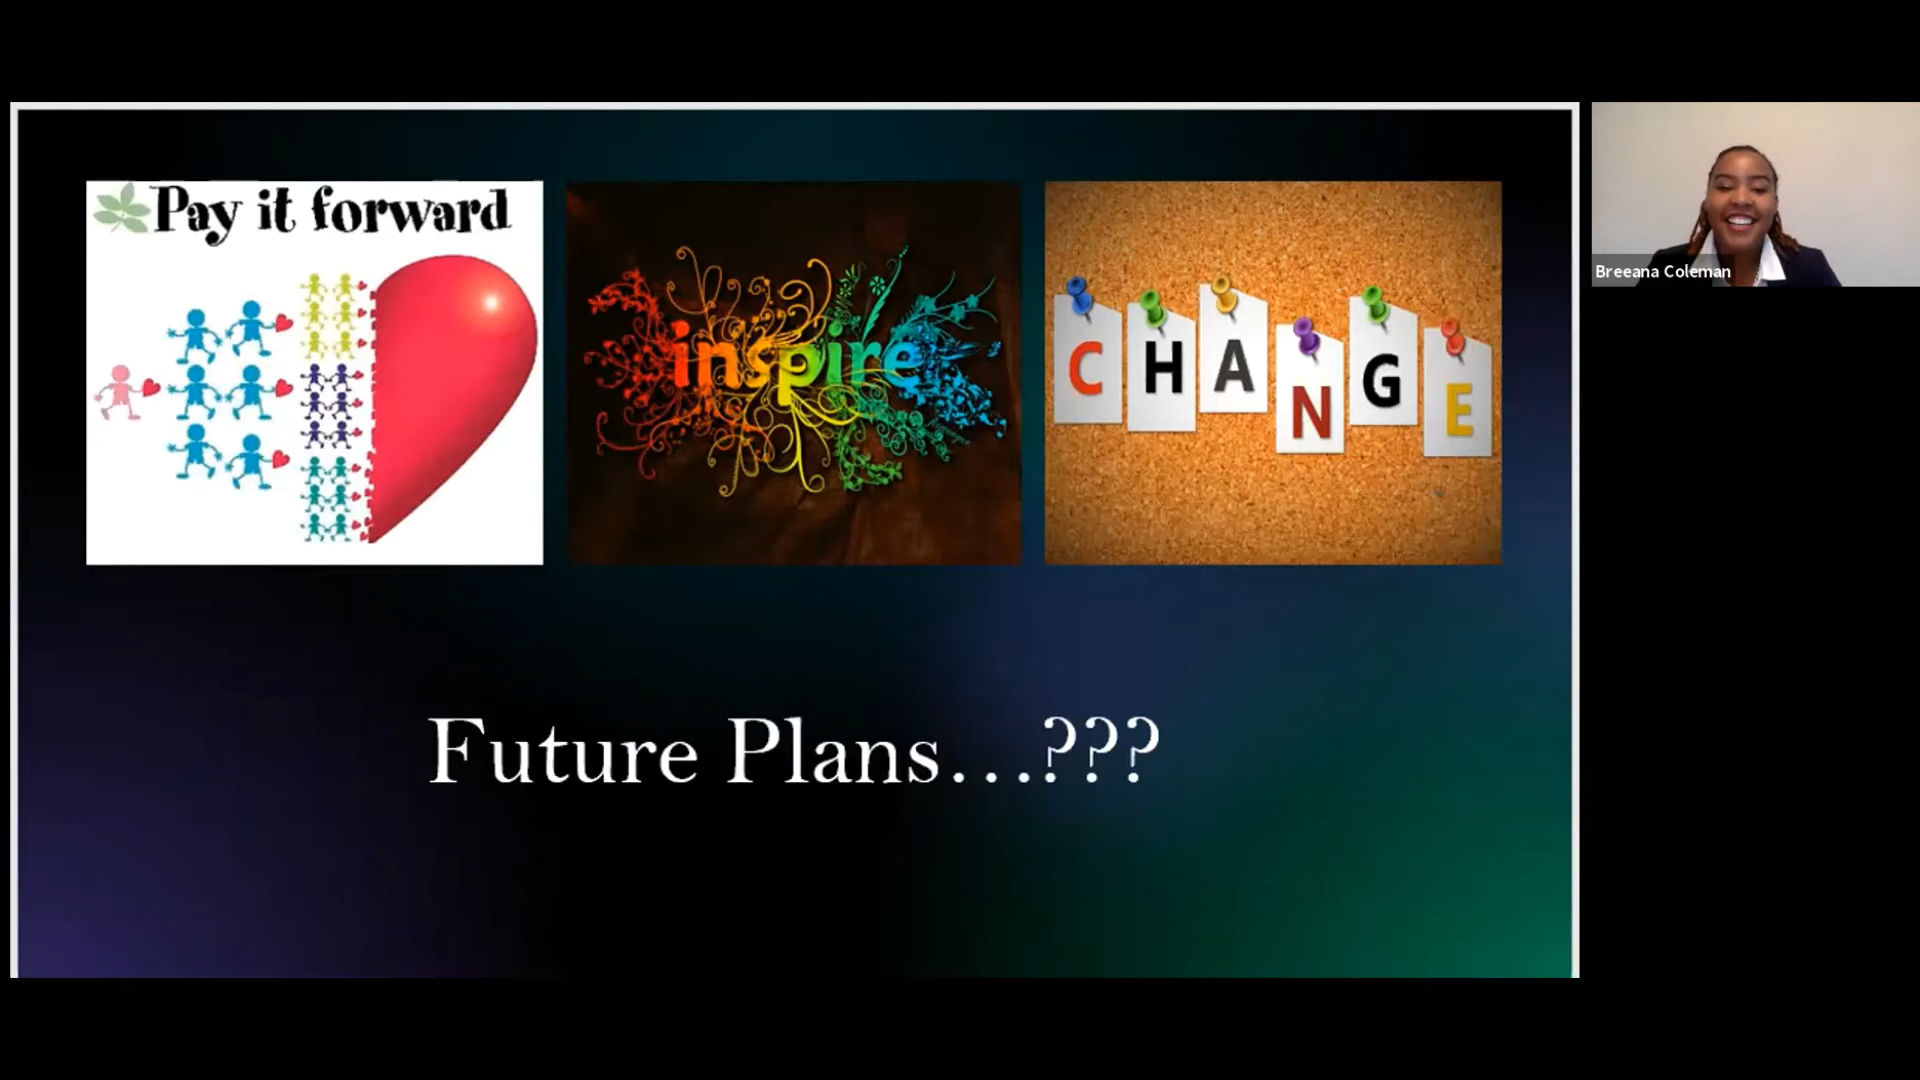 Pay it forward
inspire
CHANGE
Breeana Coleman
Future Plans...???